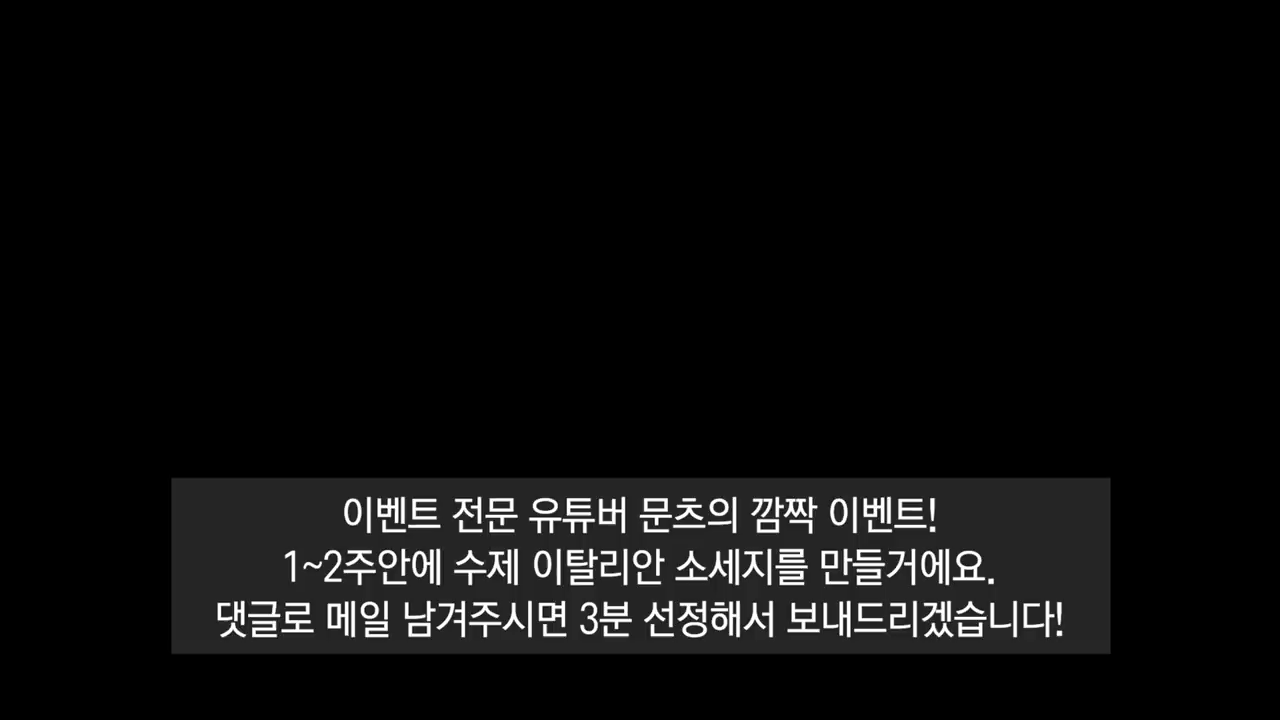 이벤트 전문 유튜버 문츠의 깜짝 이벤트!
1~2주안에 수제 이탈리안 소세지를 만들거에요.
댓글로 메일 남겨주시면 3분 선정해서 보내드리겠습니다!